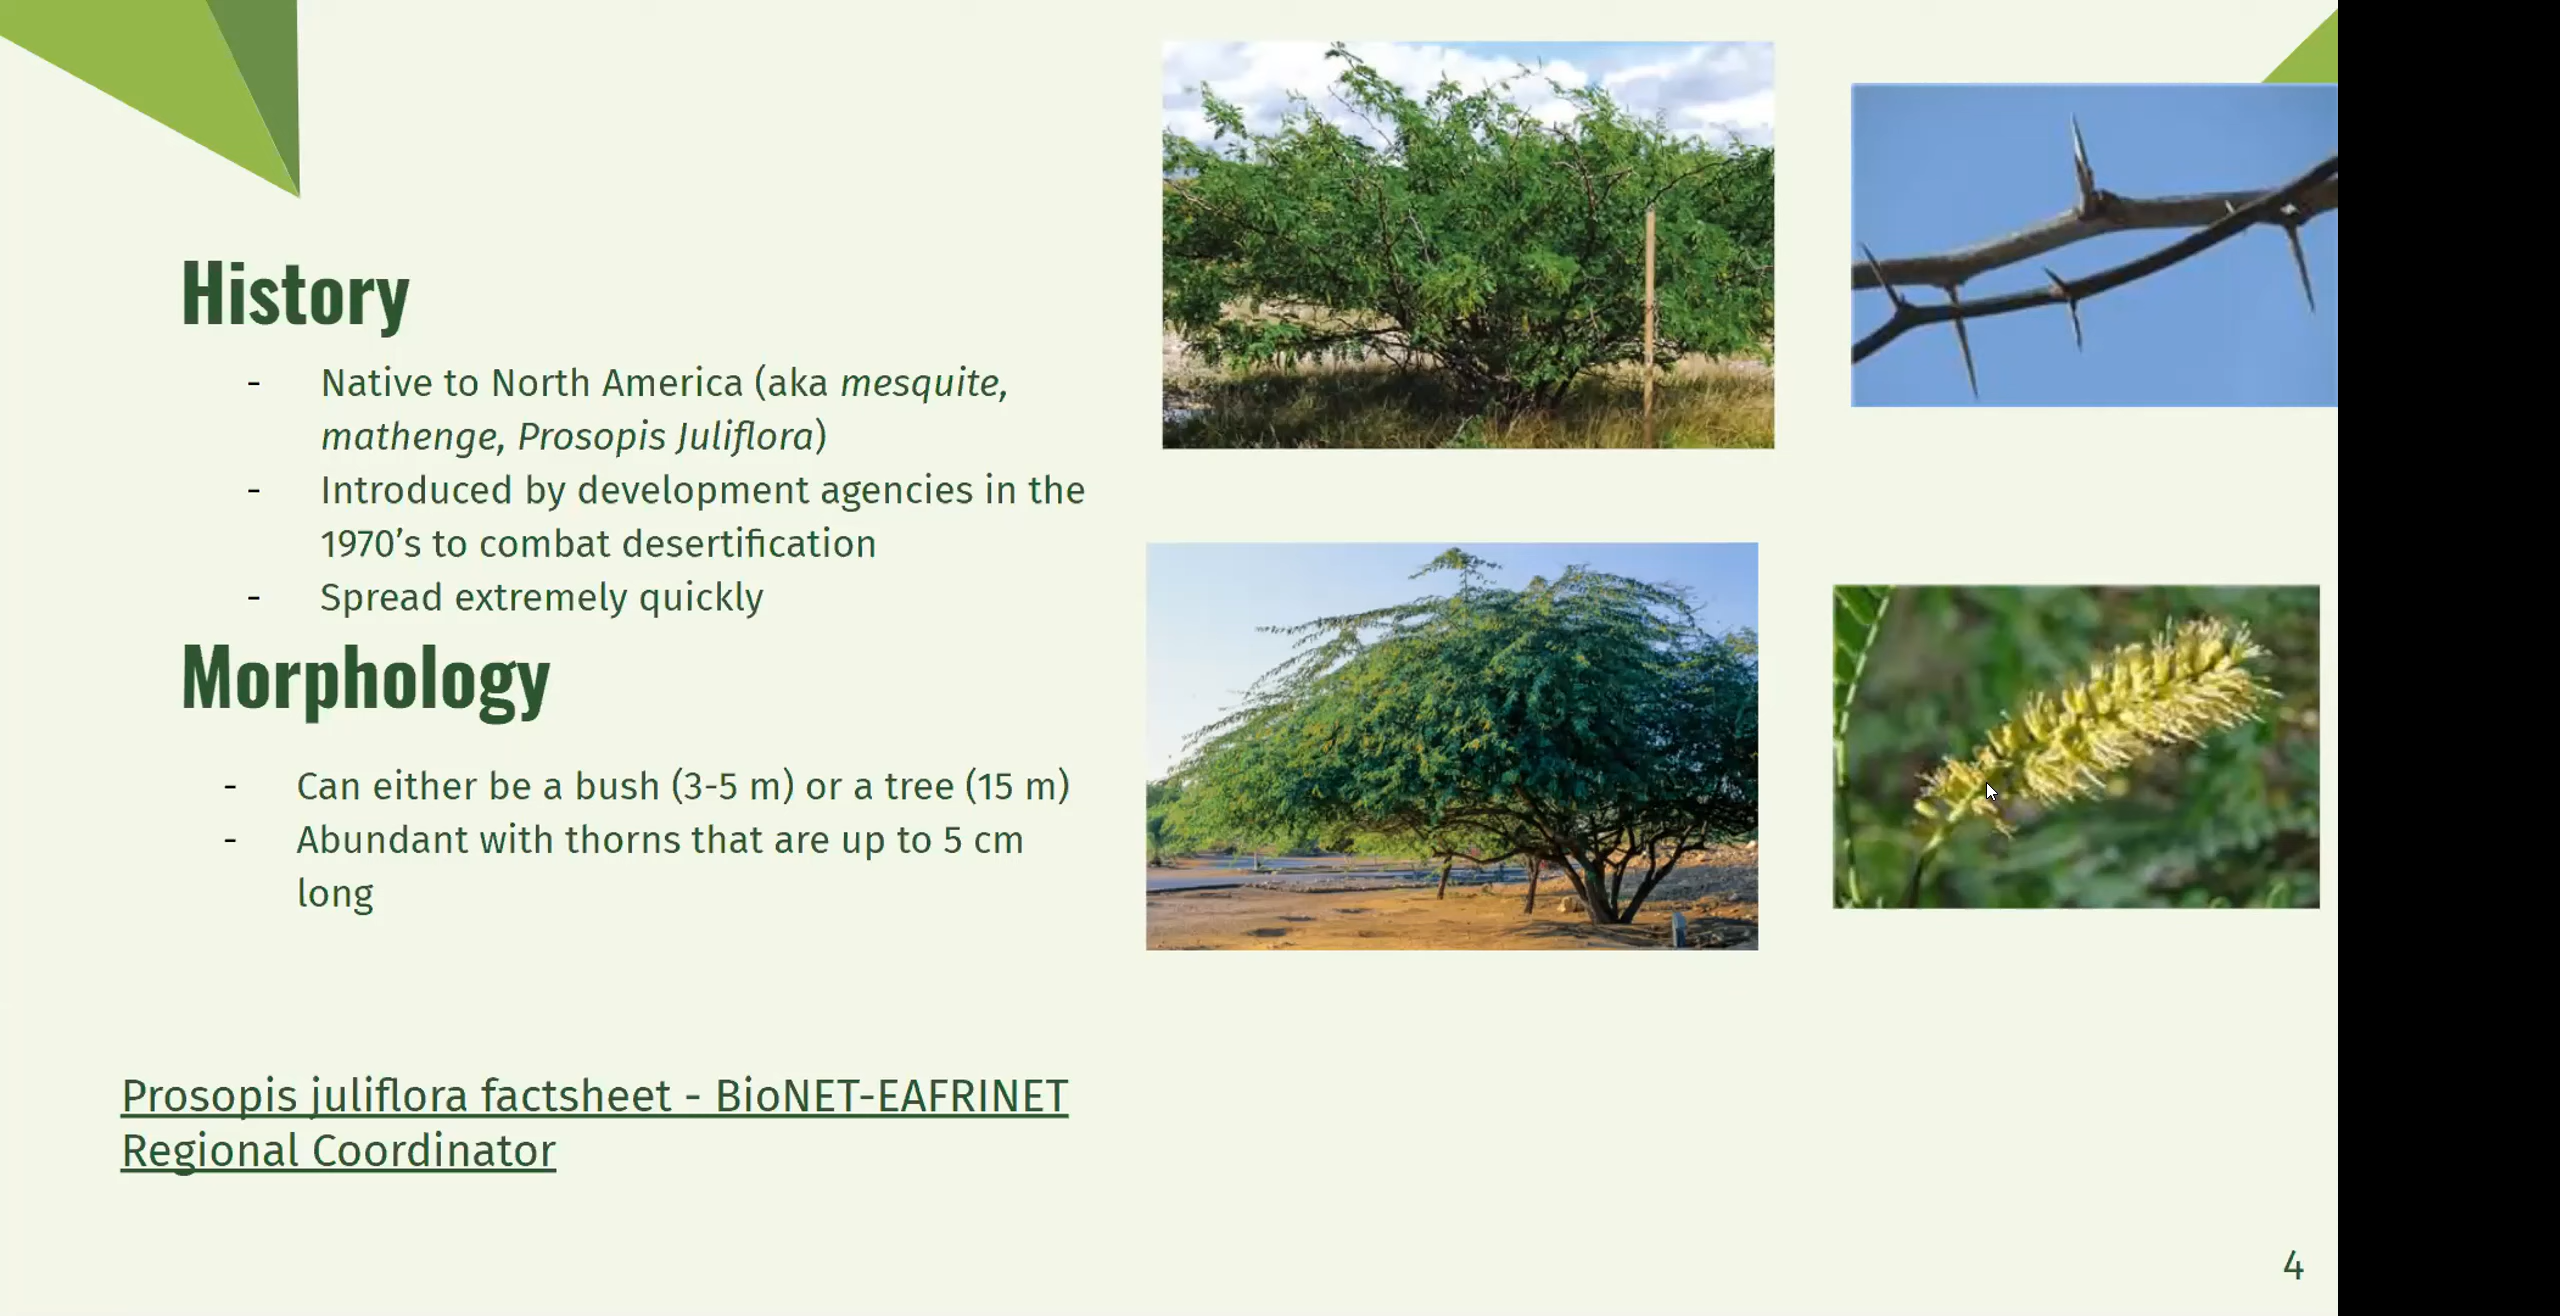 History
- Native to North America (aka mesquite,
mathenge, Prosopis Juliflora)
- Introduced by development agencies in the
1970’s to combat desertification
- Spread extremely quickly
Morphology
- Can either be a bush (3-5 m) or a tree (15 m)
- Abundant with thorns that are up to 5 cm
long
Prosopis juliflora factsheet - BioNET-EAFRINET
Regional Coordinator
4